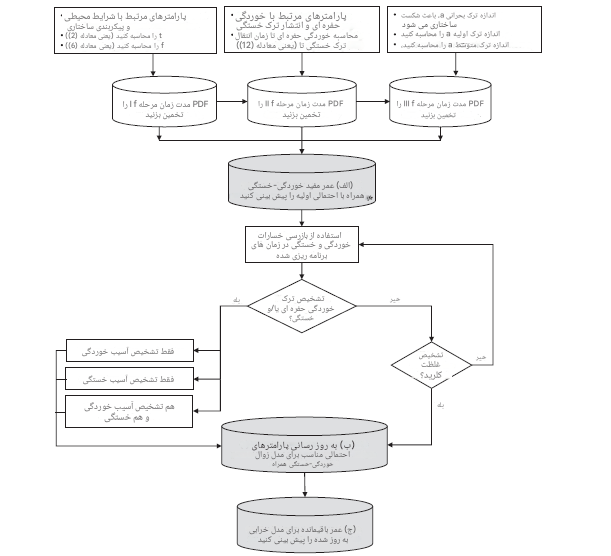 • پارامترهای مرتبط با شرایط محیطی
و پیکربندی ساختاری
• t را محاسبه کنید (یعنی معادله (2))
• f را محاسبه کنید (یعنی معادله (6))
• پارامترهای مرتبط با خوردگی
حفره ای و انتشار ترک خستگی
محاسبه خوردگی حفره ای تا زمان انتقال
ترک خستگی تا (یعنی معادله (12))
• اندازه ترک بحرانی a، باعث شکست
ساختاری می شود
• اندازه ترک اولیه a را محاسبه کنید
• اندازه ترک متوسط a را محاسبه کنید.
PDF مدت زمان مرحله I f را
تخمین بزنید
PDF مدت زمان مرحله II f را
تخمین بزنید
PDF مدت زمان مرحله III f را
تخمین بزنید
(الف) عمر مفید خوردگی-خستگی
همراه با احتمالی اولیه را پیش بینی کنید
استفاده از بازرسی خسارات
خوردگی و خستگی در زمان های
برنامه ریزی شده
تشخیص ترک
خوردگی حفره ای یا/و
خستگی؟
بله
خیر
تشخیص
غلظت
کلرید؟
خیر
بله
فقط تشخیص آسیب خوردگی
فقط تشخیص آسیب خستگی
هم تشخیص آسیب خوردگی
و هم خستگی
(ب) به روز رسانی پارامترهای
احتمالی مناسب برای مدل زوال
خوردگی-خستگی همراه
(ج) عمر باقیمانده برای مدل خرابی
به روز شده را پیش بینی کنید